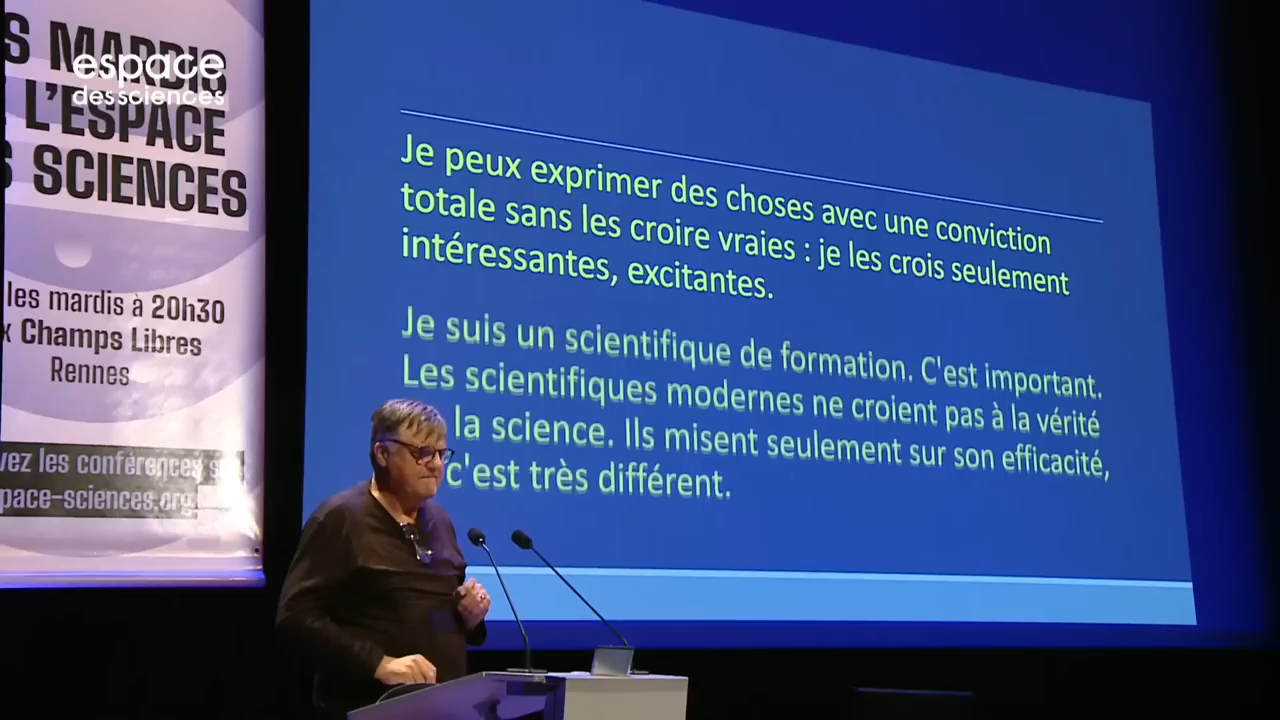 S MARDIS
L'ESPACE
S SCIENCES
espace
des sciences
les mardis à 20h30
x Champs Libres
Rennes
vez les conférences s
pace-sciences.org
Je peux exprimer des choses avec une conviction
totale sans les croire vraies : je les crois seulement
intéressantes, excitantes.
Je suis un scientifique de formation. C'est important.
Les scientifiques modernes ne croient pas à la vérité
la science. Ils misent seulement sur son efficacité,
c'est très différent.